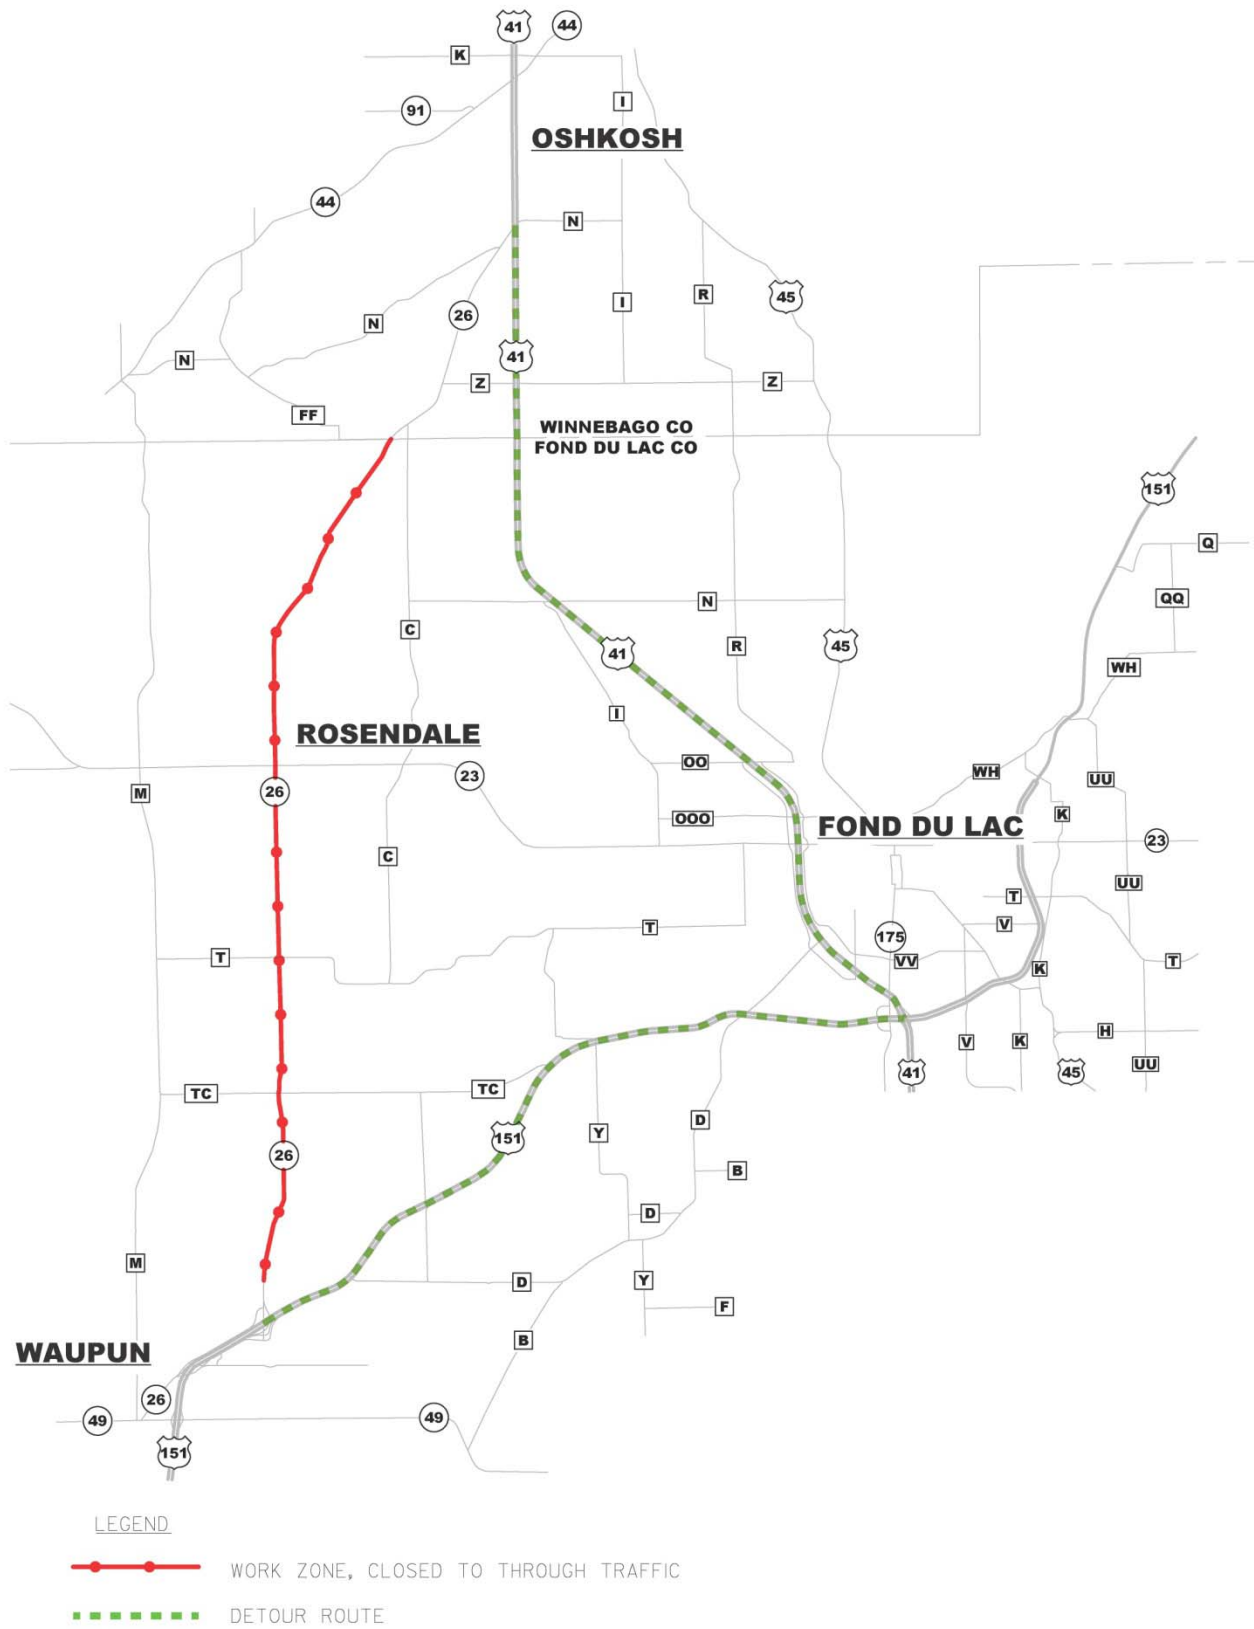 41
44
K
I
91
OSHKOSH
44
N
R
45
I
26
N
41
N
Z
Z
FF
WINNEBAGO CO
FOND DU LAC CO
151
Q
QQ
N
C
41
R
45
WH
I
ROSENDALE
OO
23
WH
UU
M
26
K
OOO
FOND DU LAC
23
C
UU
T
V
T
175
T
VV
K
T
H
V
K
UU
41
45
TC
TC
D
Y
151
26
B
D
M
D
Y
F
B
WAUPUN
26
49
49
151
LEGEND
WORK ZONE, CLOSED TO THROUGH TRAFFIC
DETOUR ROUTE